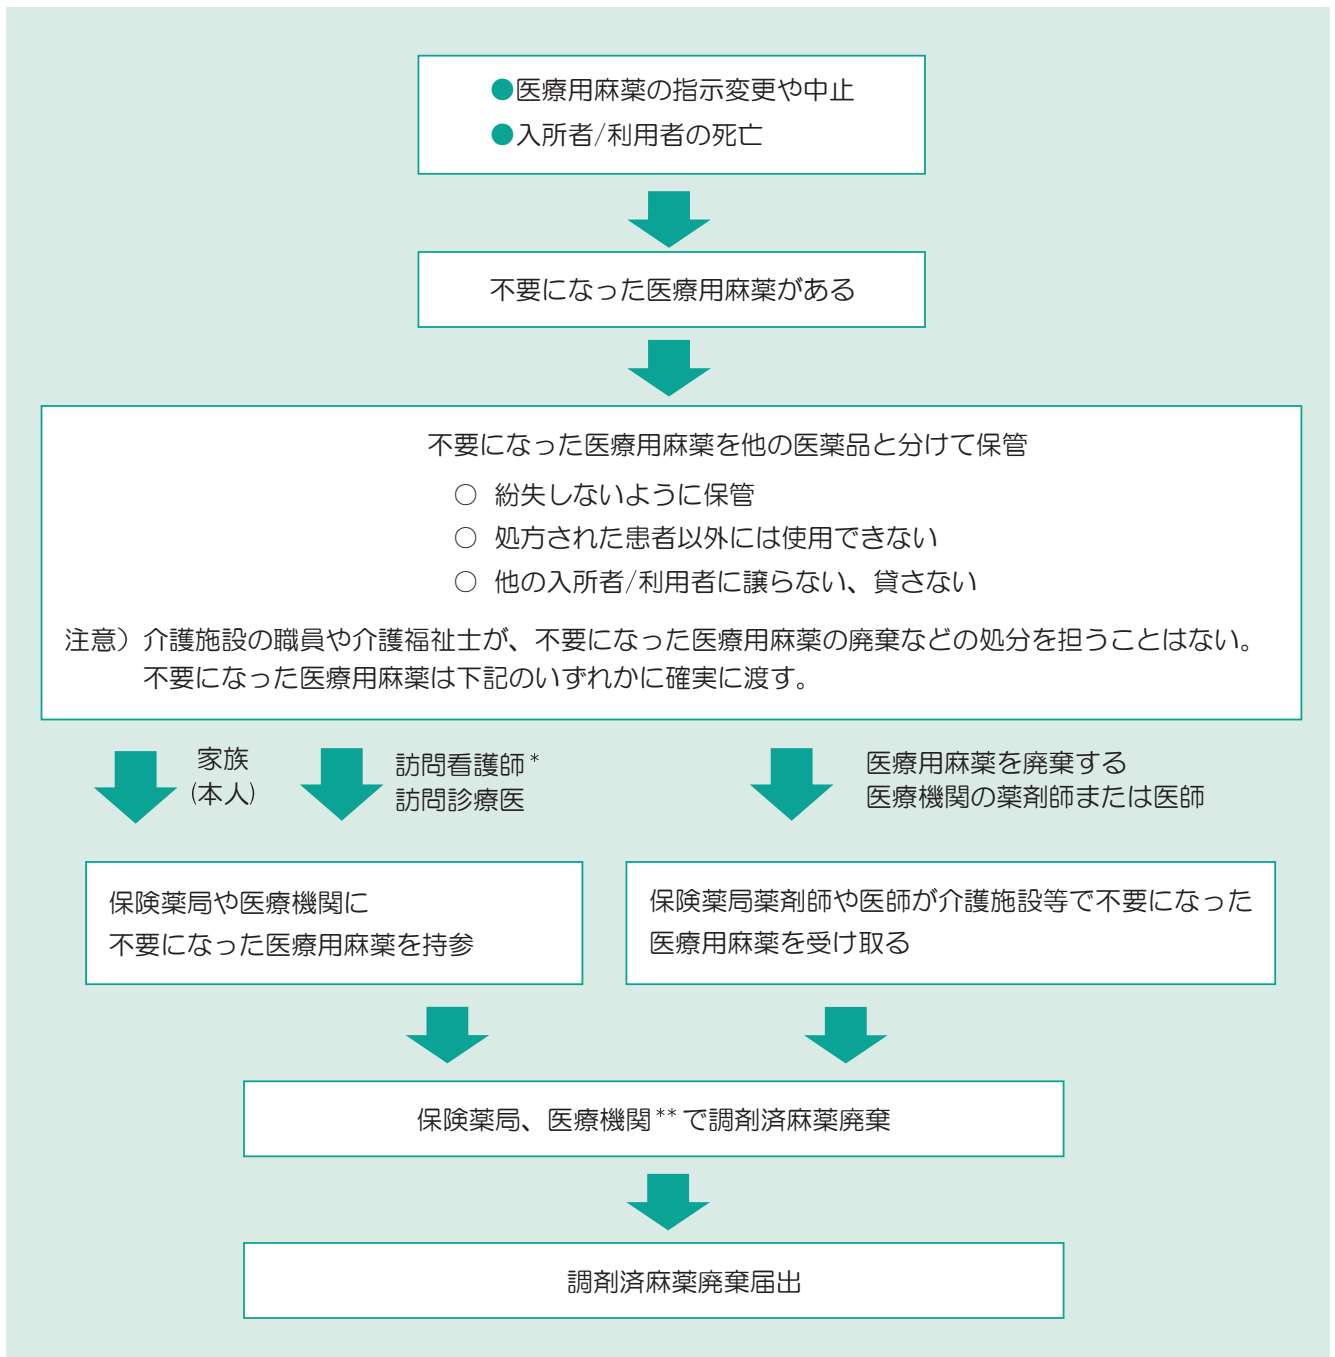 ●医療用麻薬の指示変更や中止
●入所者/利用者の死亡
不要になった医療用麻薬がある
不要になった医療用麻薬を他の医薬品と分けて保管
○ 紛失しないように保管
○ 処方された患者以外には使用できない
○ 他の入所者/利用者に譲らない、貸さない
注意）介護施設の職員や介護福祉士が、不要になった医療用麻薬の廃棄などの処分を担うことはない。
不要になった医療用麻薬は下記のいずれかに確実に渡す。
家族
(本人)
訪問看護師*
訪問診療医
医療用麻薬を廃棄する
医療機関の薬剤師または医師
保険薬局や医療機関に
不要になった医療用麻薬を持参
保険薬局薬剤師や医師が介護施設等で不要になった
医療用麻薬を受け取る
保険薬局、医療機関**で調剤済麻薬廃棄
調剤済麻薬廃棄届出